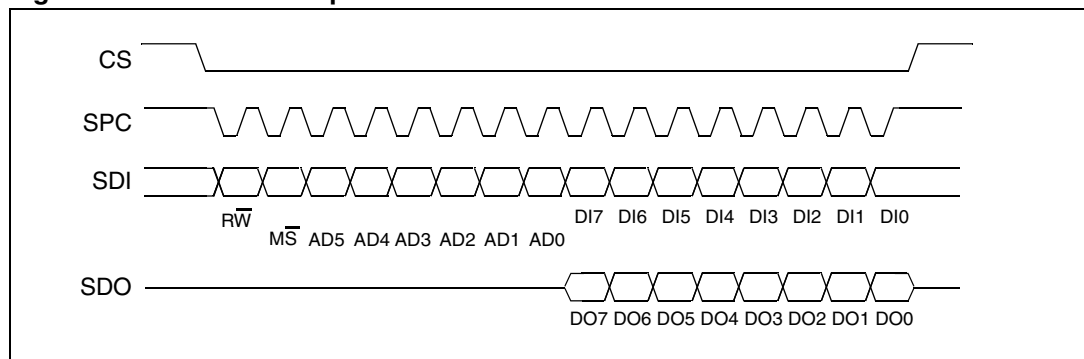 CS
SPC
SDI
RW̅
DI7 DI6 DI5 DI4 DI3 DI2 DI1 DI0
MS̅ AD5 AD4 AD3 AD2 AD1 AD0
SDO
DO7 DO6 DO5 DO4 DO3 DO2 DO1 DO0